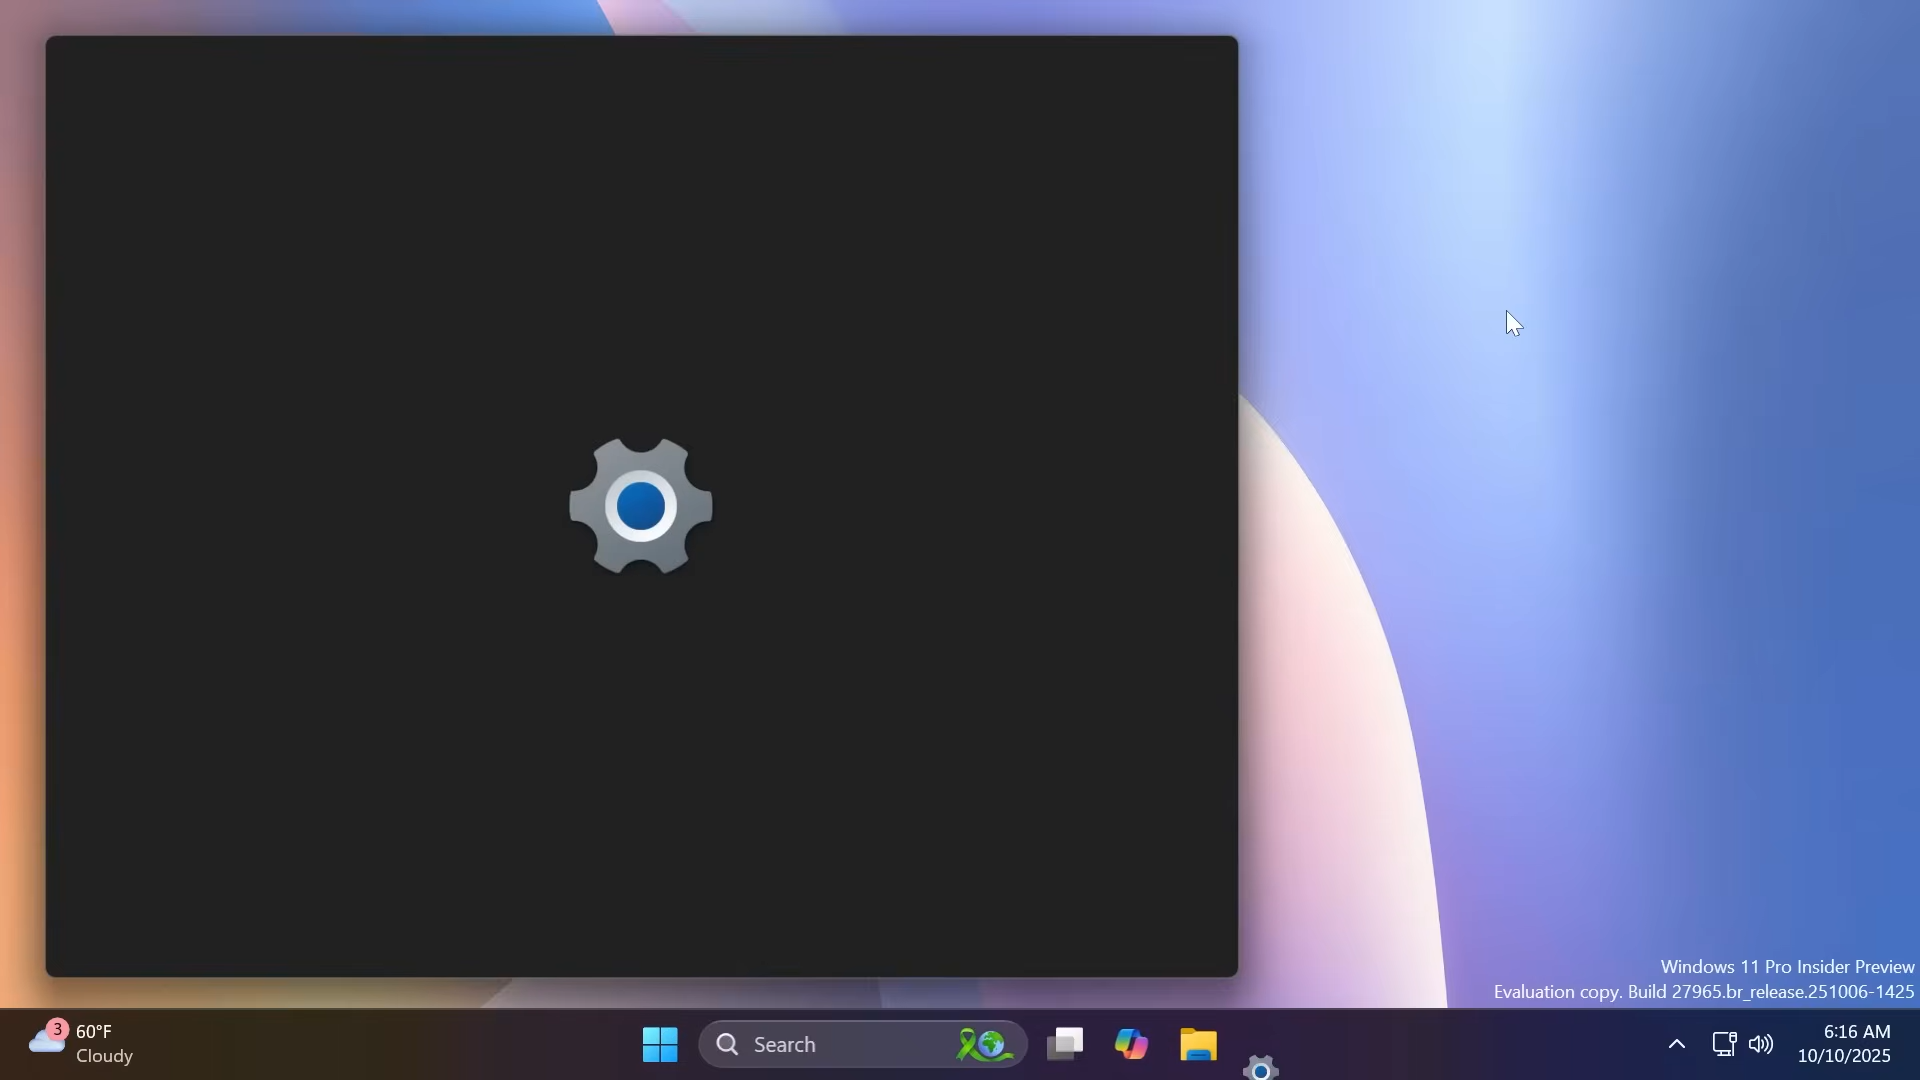 Windows 11 Pro Insider Preview
Evaluation copy. Build 27965.br_release.251006-1425
3
60°F
Cloudy
Search
6:16 AM
10/10/2025